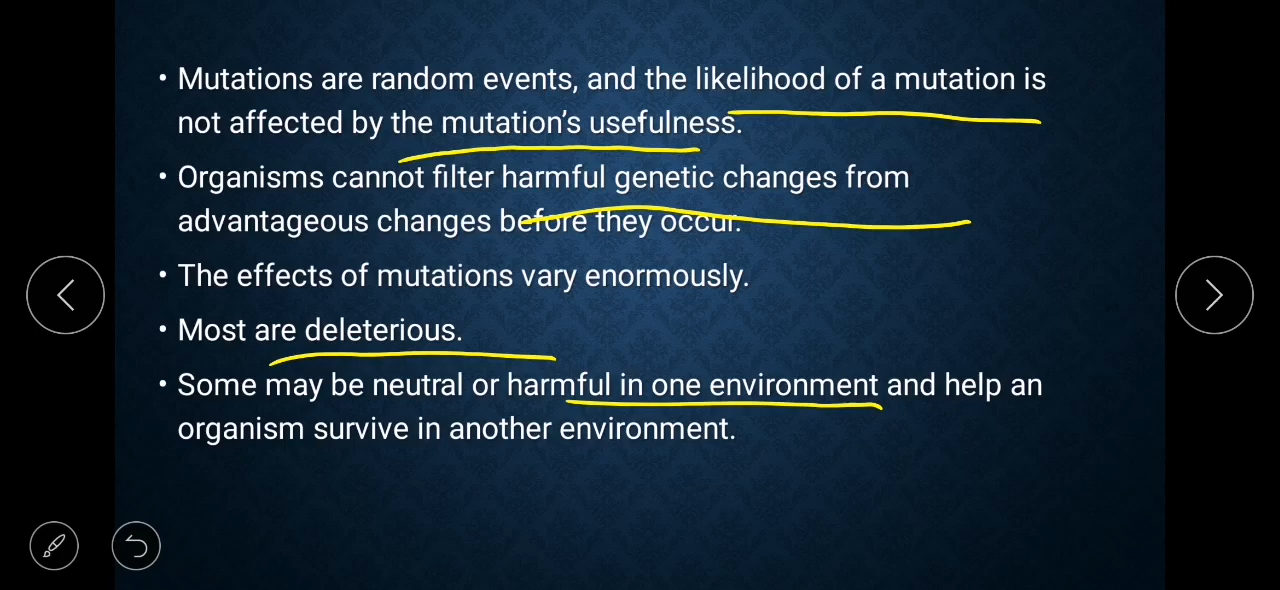 • Mutations are random events, and the likelihood of a mutation is
not affected by the mutation’s usefulness.
• Organisms cannot filter harmful genetic changes from
advantageous changes before they occur.
• The effects of mutations vary enormously.
• Most are deleterious.
• Some may be neutral or harmful in one environment and help an
organism survive in another environment.